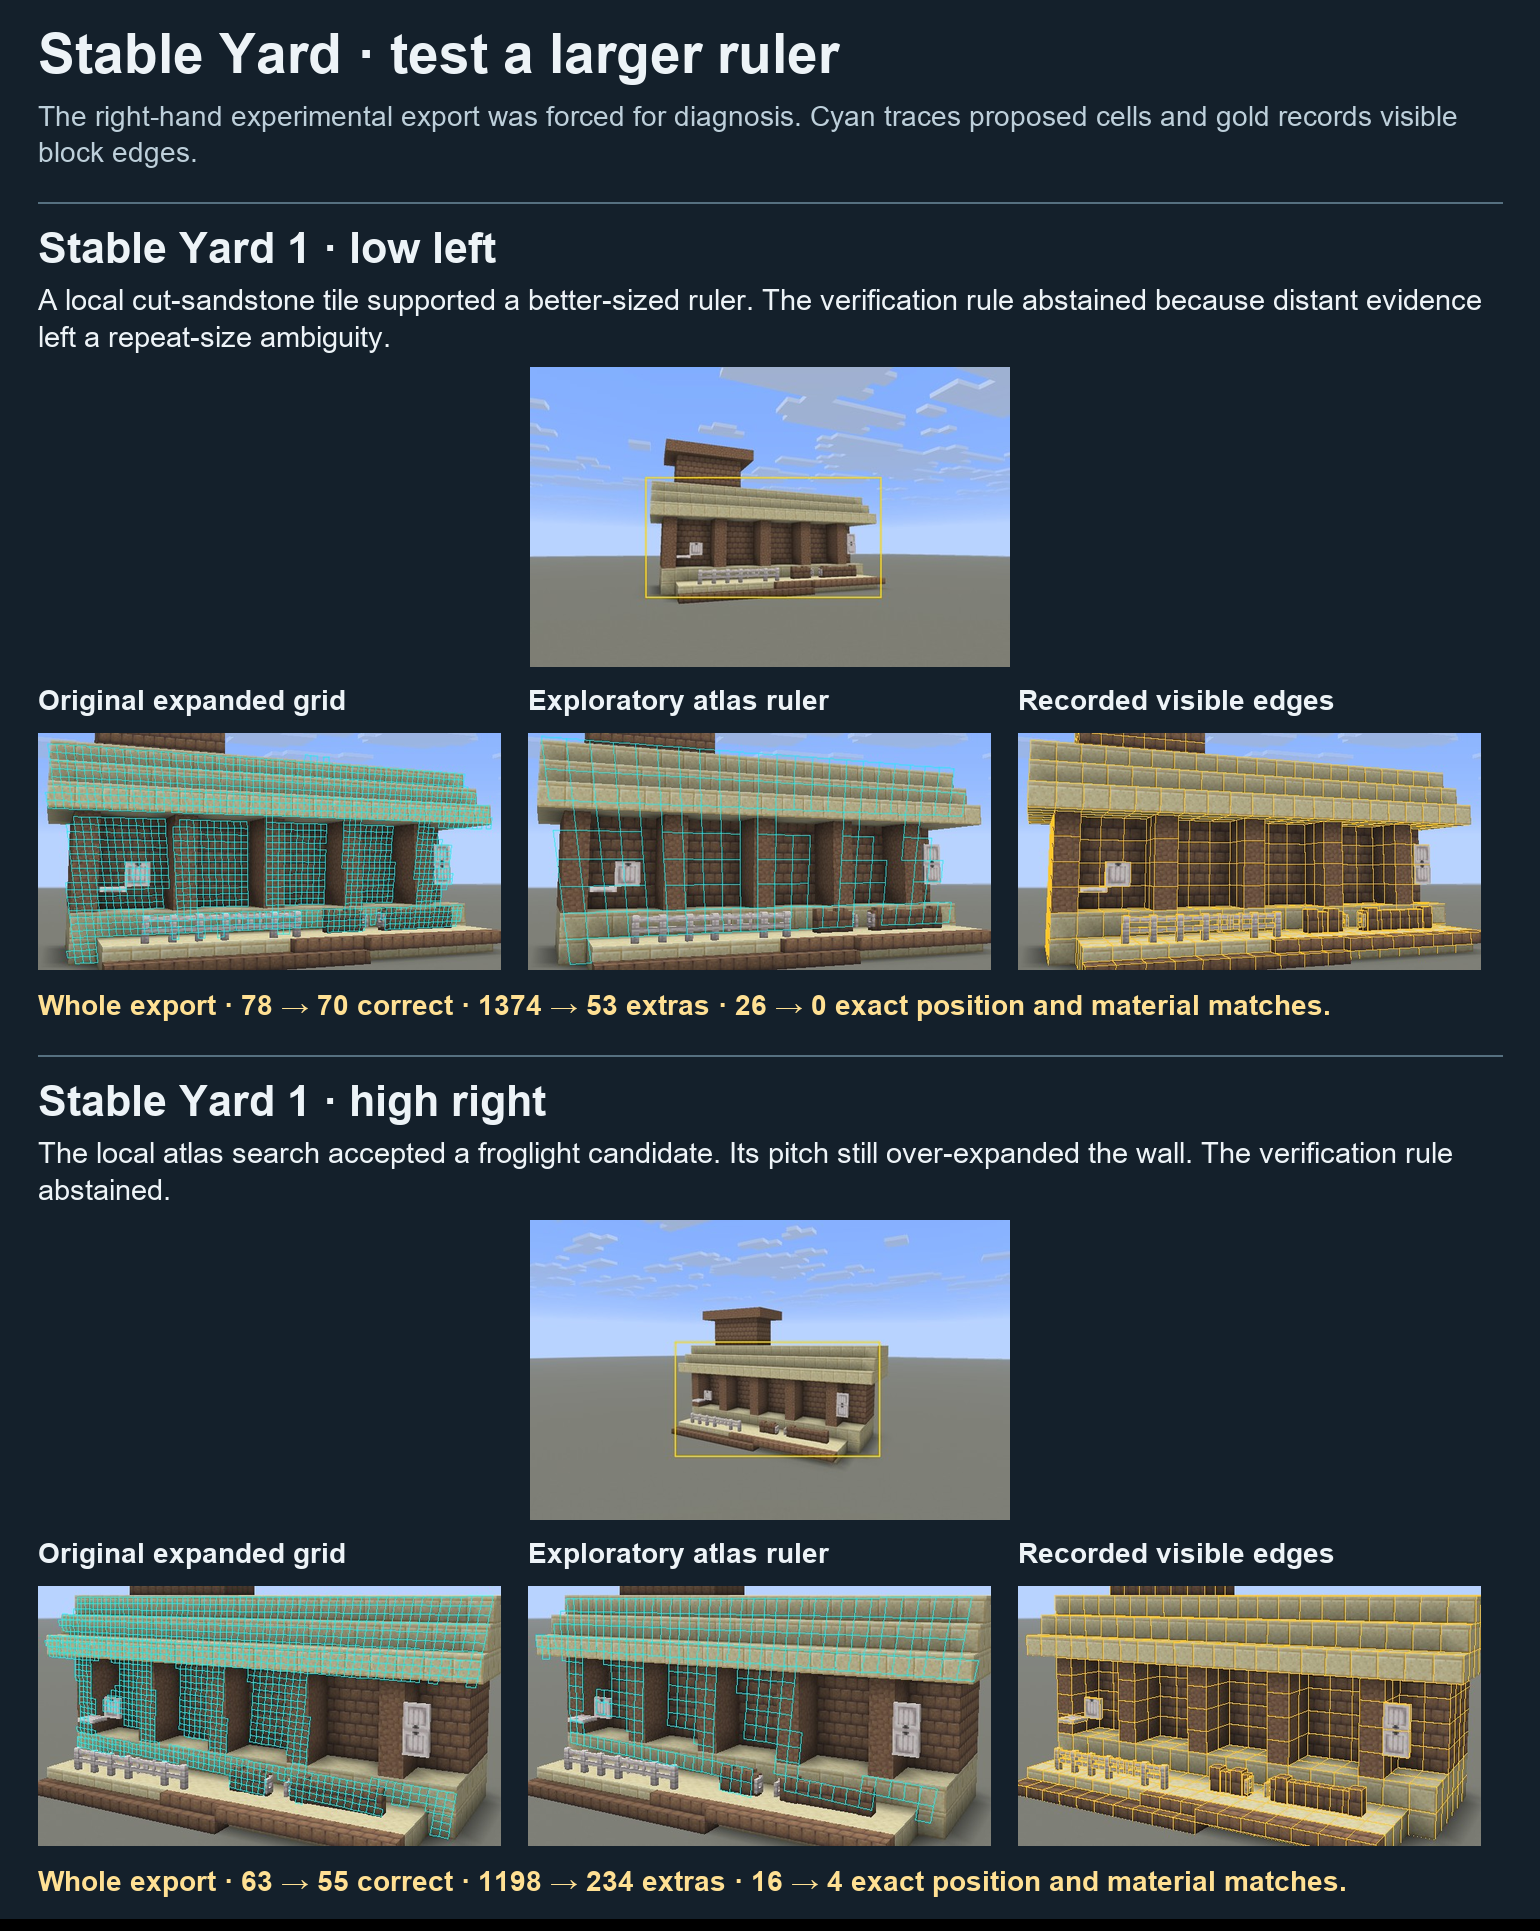 Stable Yard · test a larger ruler
The right-hand experimental export was forced for diagnosis. Cyan traces proposed cells and gold records visible
block edges.
Stable Yard 1 · low left
A local cut-sandstone tile supported a better-sized ruler. The verification rule abstained because distant evidence
left a repeat-size ambiguity.
Original expanded grid
Exploratory atlas ruler
Recorded visible edges
Whole export · 78 → 70 correct · 1374 → 53 extras · 26 → 0 exact position and material matches.
Stable Yard 1 · high right
The local atlas search accepted a froglight candidate. Its pitch still over-expanded the wall. The verification rule
abstained.
Original expanded grid
Exploratory atlas ruler
Recorded visible edges
Whole export · 63 → 55 correct · 1198 → 234 extras · 16 → 4 exact position and material matches.